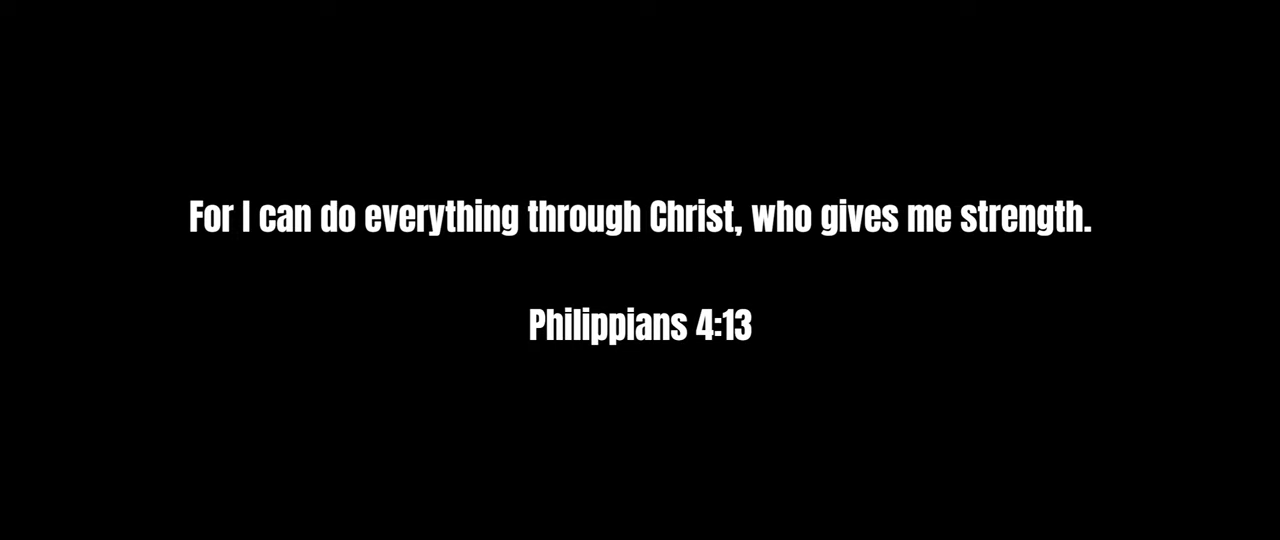 For I can do everything through Christ, who gives me strength.
Philippians 4:13